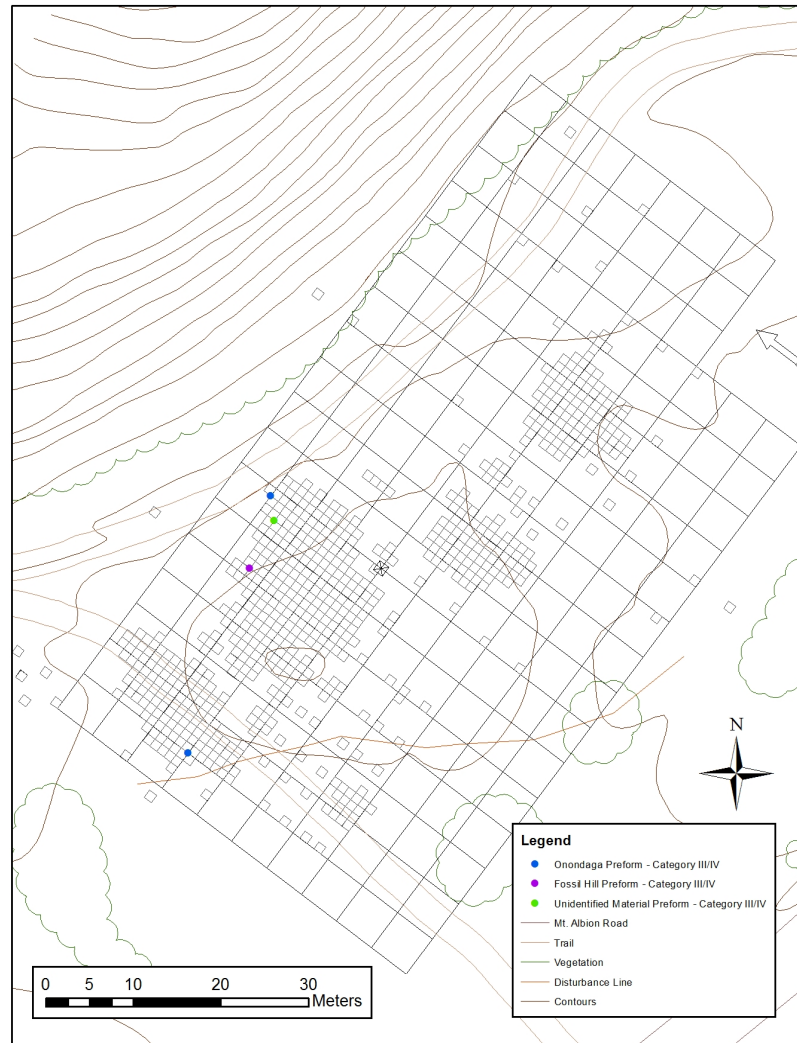 N
Legend
Onondaga Preform - Category III/IV
Fossil Hill Preform - Category III/IV
Unidentified Material Preform - Category III/IV
Mt. Albion Road
Trail
Vegetation
Disturbance Line
Contours
0 5 10 20 30
Meters